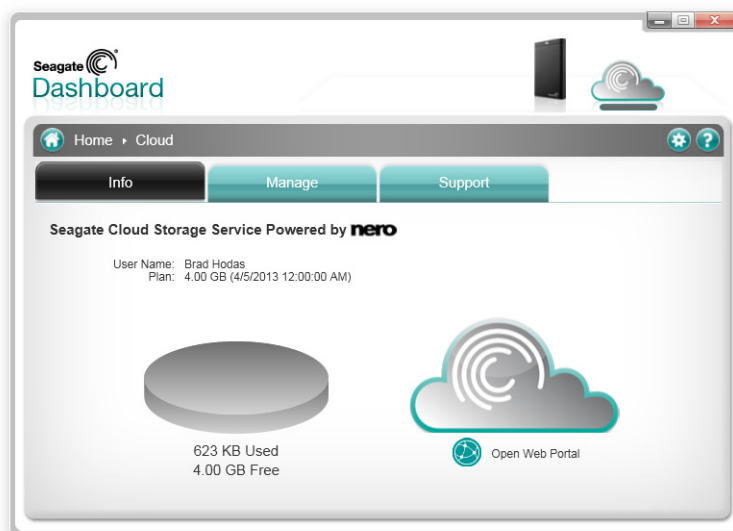 Seagate
Dashboard
Home ▸ Cloud
?
Info Manage Support
Seagate Cloud Storage Service Powered by nero
User Name: Brad Hodas
Plan: 4.00 GB (4/5/2013 12:00:00 AM)
623 KB Used
4.00 GB Free
Open Web Portal